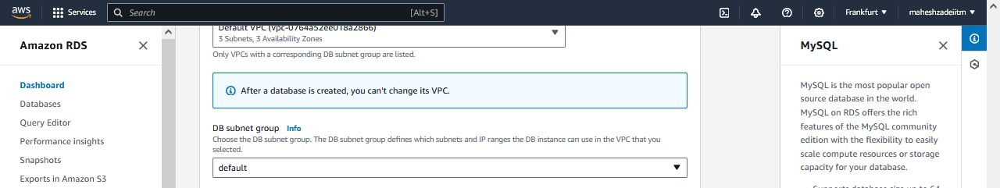 aws
Services
Search
[Alt+S]
Frankfurt
maheshzadeiitm
Amazon RDS
Dashboard
Databases
Query Editor
Performance insights
Snapshots
Exports in Amazon S3
Default VPC (vpc-0764a52ee018a2866)
3 Subnets, 3 Availability Zones
Only VPCs with a corresponding DB subnet group are listed.
After a database is created, you can't change its VPC.
DB subnet group Info
Choose the DB subnet group. The DB subnet group defines which subnets and IP ranges the DB instance can use in the VPC that you
selected.
default
MySQL
MySQL is the most popular open
source database in the world.
MySQL on RDS offers the rich
features of the MySQL community
edition with the flexibility to easily
scale compute resources or storage
capacity for your database.
Supports database size up to 64